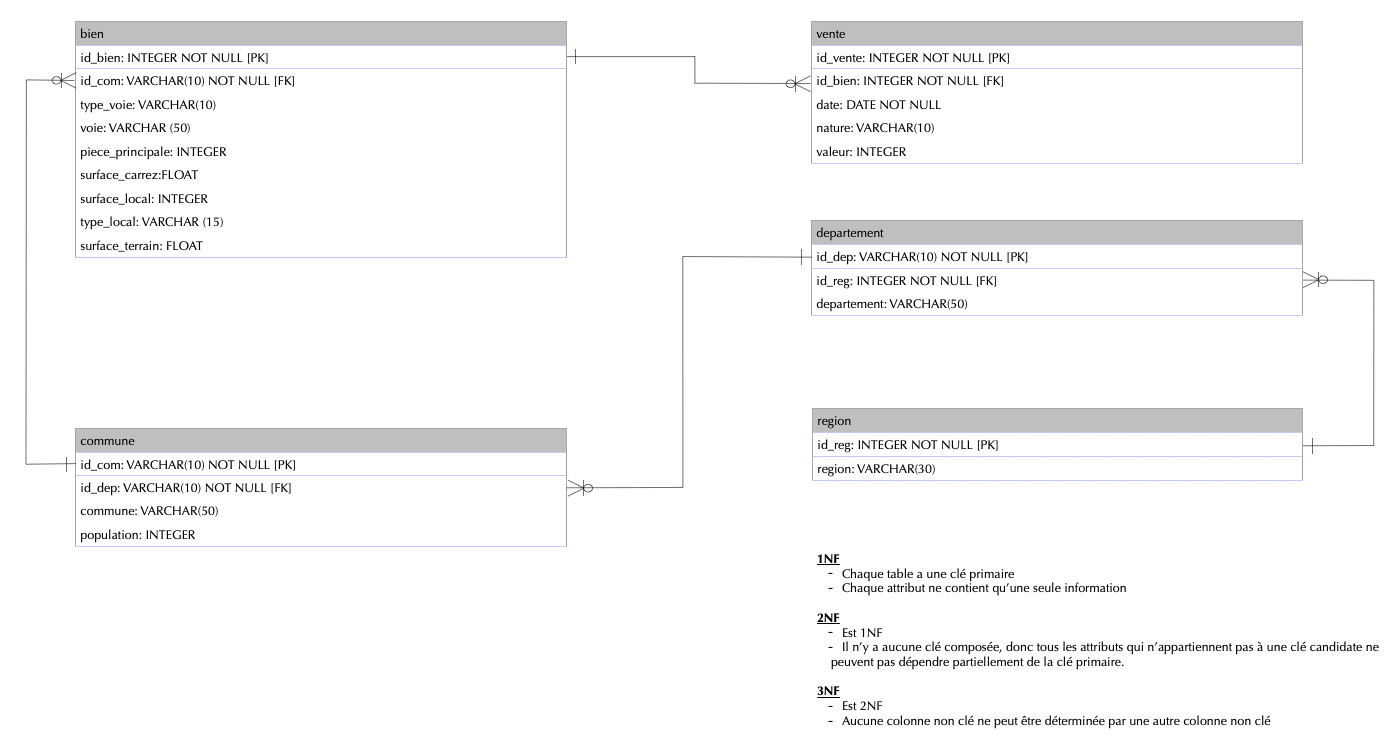 bien
id_bien: INTEGER NOT NULL [PK]
id_com: VARCHAR(10) NOT NULL [FK]
type_voie: VARCHAR(10)
voie: VARCHAR (50)
piece_principale: INTEGER
surface_carrez:FLOAT
surface_local: INTEGER
type_local: VARCHAR (15)
surface_terrain: FLOAT
vente
id_vente: INTEGER NOT NULL [PK]
id_bien: INTEGER NOT NULL [FK]
date: DATE NOT NULL
nature: VARCHAR(10)
valeur: INTEGER
departement
id_dep: VARCHAR(10) NOT NULL [PK]
id_reg: INTEGER NOT NULL [FK]
departement: VARCHAR(50)
commune
id_com: VARCHAR(10) NOT NULL [PK]
id_dep: VARCHAR(10) NOT NULL [FK]
commune: VARCHAR(50)
population: INTEGER
region
id_reg: INTEGER NOT NULL [PK]
region: VARCHAR(30)
1NF
- Chaque table a une clé primaire
- Chaque attribut ne contient qu'une seule information
2NF
- Est 1NF
- Il n'y a aucune clé composée, donc tous les attributs qui n'appartiennent pas à une clé candidate ne
peuvent pas dépendre partiellement de la clé primaire.
3NF
- Est 2NF
- Aucune colonne non clé ne peut être déterminée par une autre colonne non clé